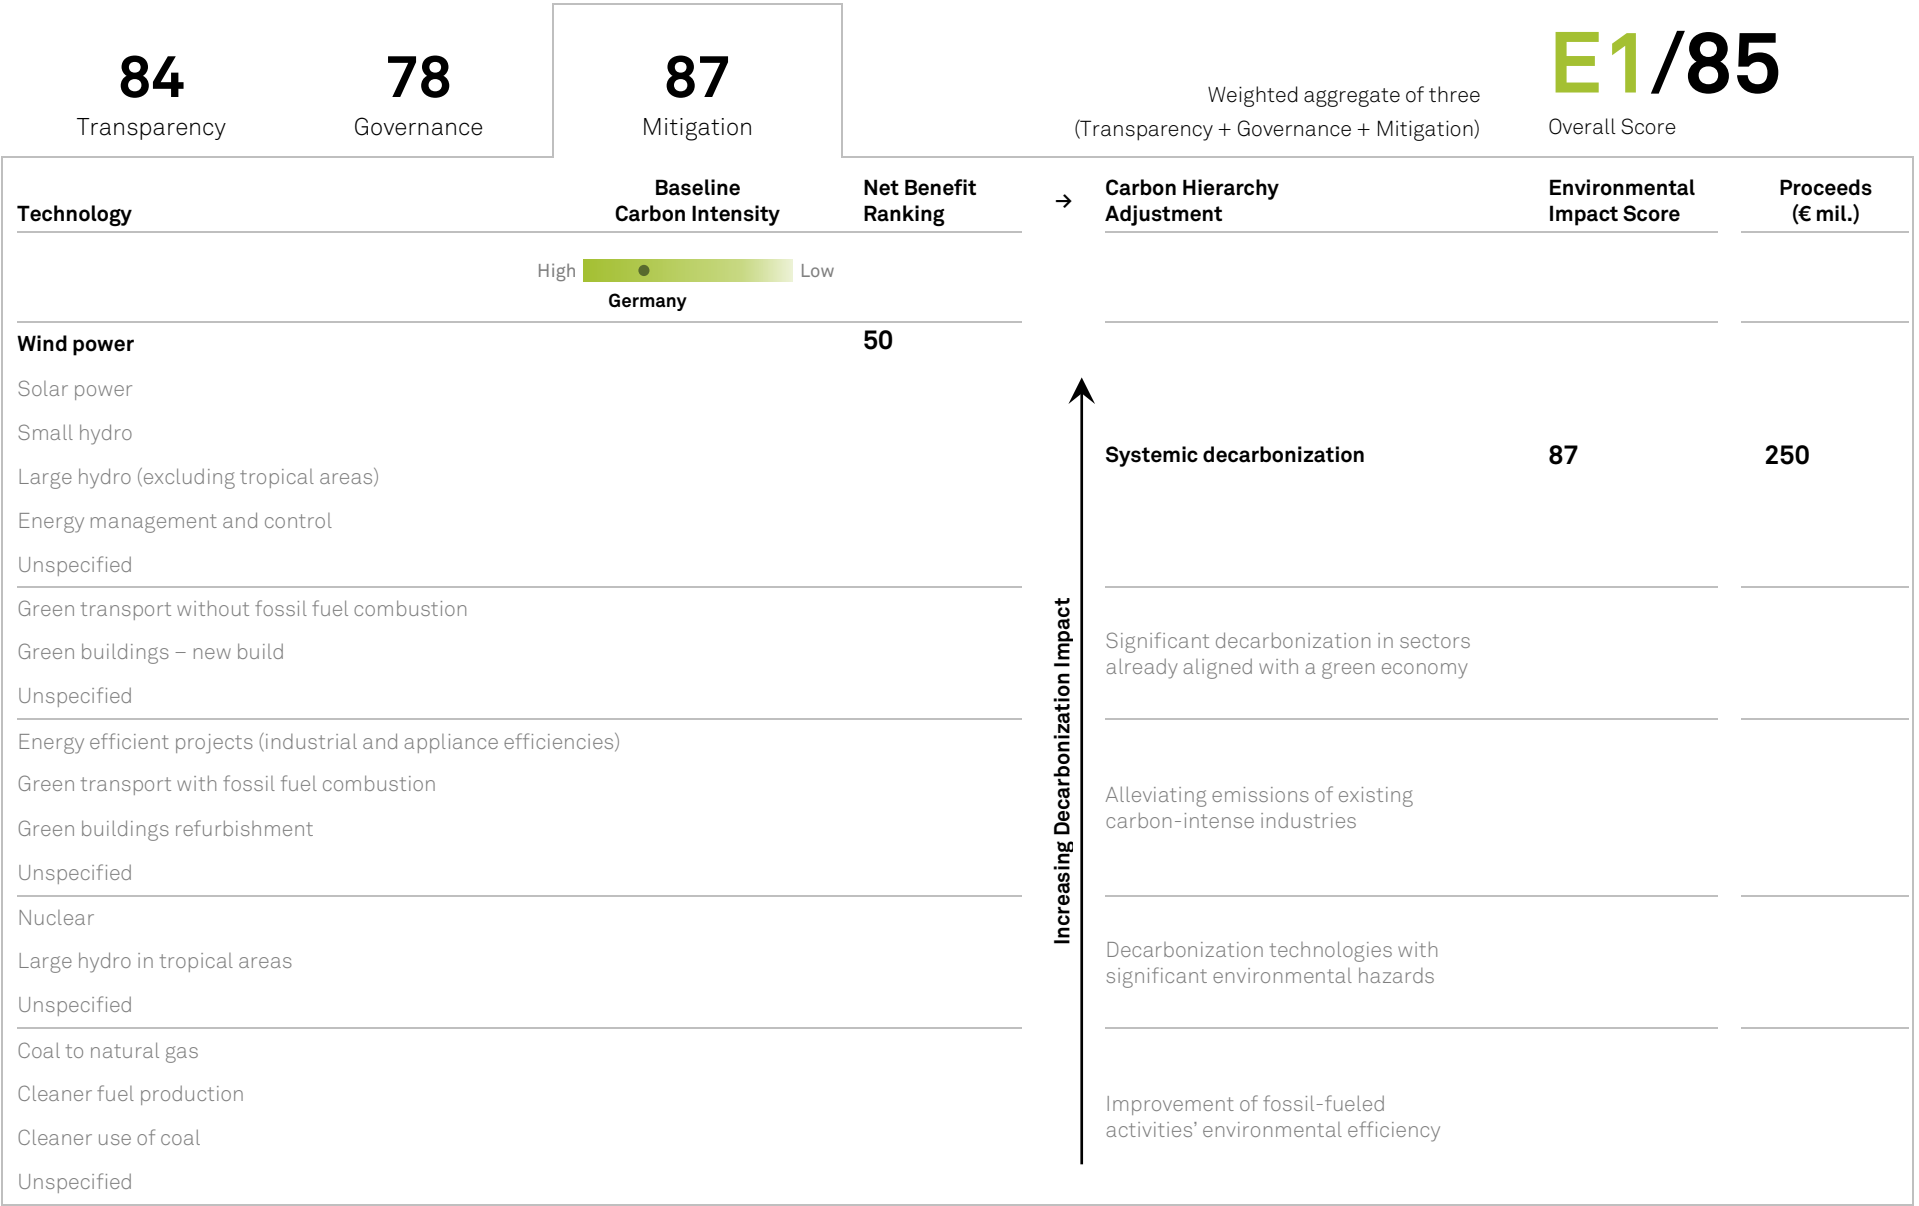 84
Transparency
78
Governance
87
Mitigation
Weighted aggregate of three
(Transparency + Governance + Mitigation)
E1/85
Overall Score
Technology
Baseline
Carbon Intensity
Net Benefit
Ranking
→
Carbon Hierarchy
Adjustment
Environmental
Impact Score
Proceeds
(€ mil.)
High
Low
Germany
Wind power
50
Solar power
Small hydro
Large hydro (excluding tropical areas)
Energy management and control
Unspecified
Systemic decarbonization
87
250
Green transport without fossil fuel combustion
Green buildings – new build
Unspecified
Significant decarbonization in sectors
already aligned with a green economy
Energy efficient projects (industrial and appliance efficiencies)
Green transport with fossil fuel combustion
Green buildings refurbishment
Unspecified
Alleviating emissions of existing
carbon-intense industries
Nuclear
Large hydro in tropical areas
Unspecified
Decarbonization technologies with
significant environmental hazards
Coal to natural gas
Cleaner fuel production
Cleaner use of coal
Unspecified
Improvement of fossil-fueled
activities’ environmental efficiency
Increasing Decarbonization Impact